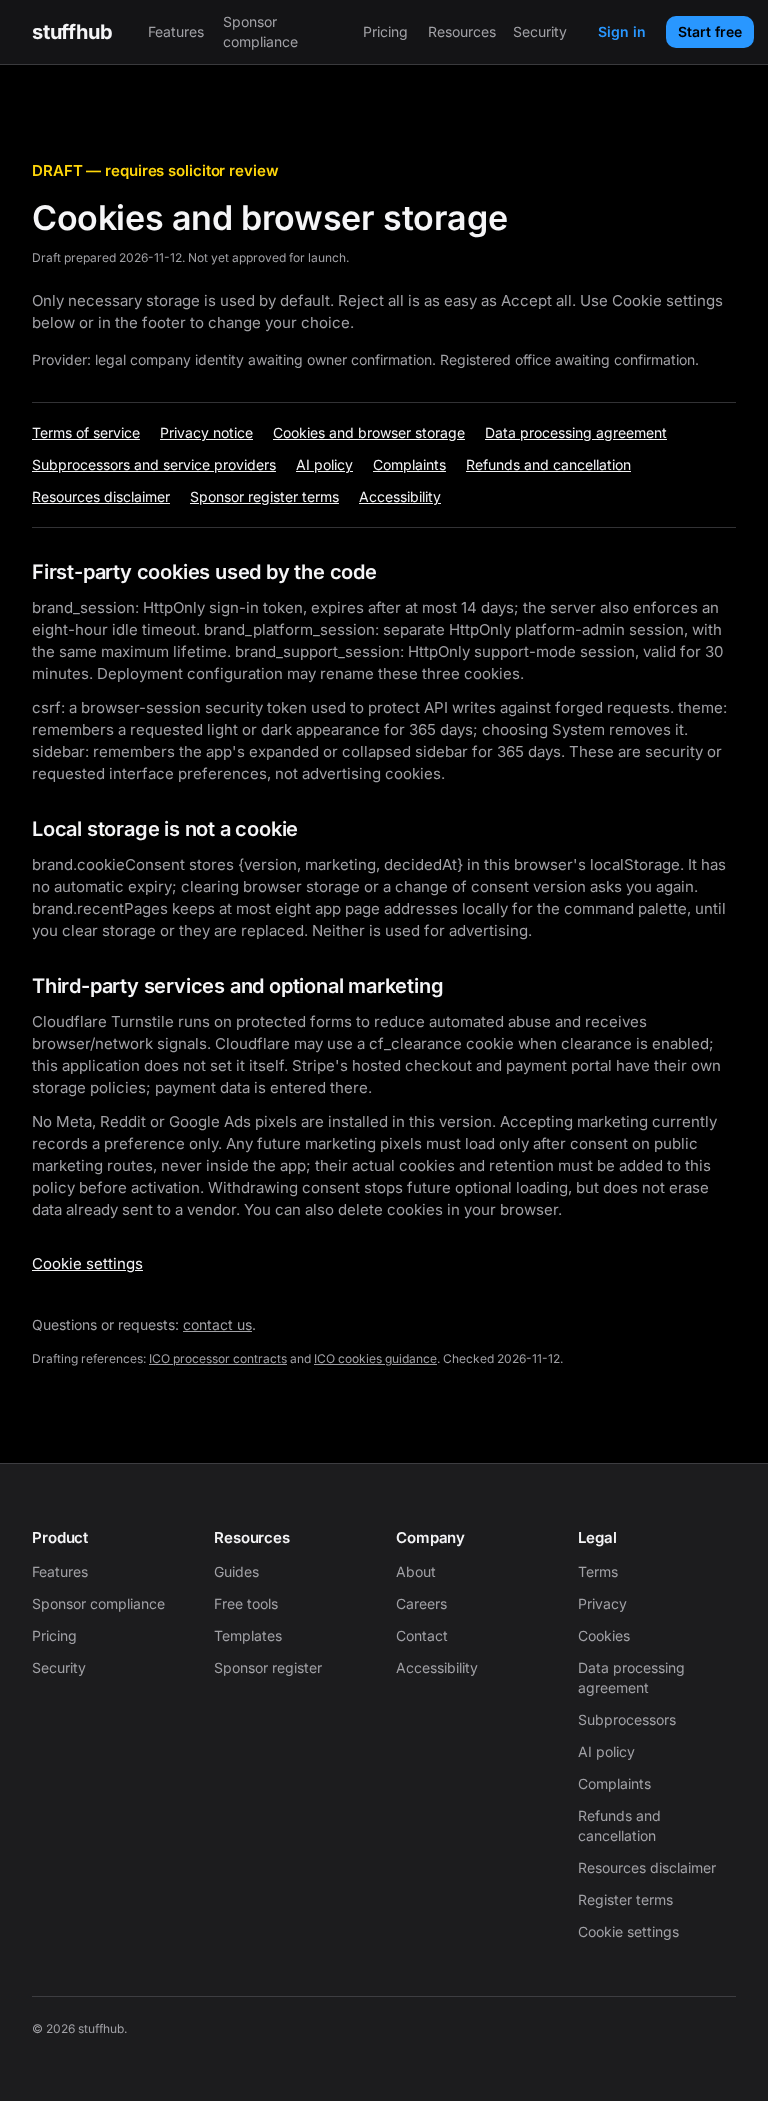 stuffhub
Features
Sponsor compliance
Pricing
Resources
Security
Sign in
Start free
DRAFT — requires solicitor review
Cookies and browser storage
Draft prepared 2026-11-12. Not yet approved for launch.
Only necessary storage is used by default. Reject all is as easy as Accept all. Use Cookie settings
below or in the footer to change your choice.
Provider: legal company identity awaiting owner confirmation. Registered office awaiting confirmation.
Terms of service Privacy notice Cookies and browser storage Data processing agreement
Subprocessors and service providers AI policy Complaints Refunds and cancellation
Resources disclaimer Sponsor register terms Accessibility
First-party cookies used by the code
brand_session: HttpOnly sign-in token, expires after at most 14 days; the server also enforces an
eight-hour idle timeout. brand_platform_session: separate HttpOnly platform-admin session, with
the same maximum lifetime. brand_support_session: HttpOnly support-mode session, valid for 30
minutes. Deployment configuration may rename these three cookies.
csrf: a browser-session security token used to protect API writes against forged requests. theme:
remembers a requested light or dark appearance for 365 days; choosing System removes it.
sidebar: remembers the app's expanded or collapsed sidebar for 365 days. These are security or
requested interface preferences, not advertising cookies.
Local storage is not a cookie
brand.cookieConsent stores {version, marketing, decidedAt} in this browser's localStorage. It has
no automatic expiry; clearing browser storage or a change of consent version asks you again.
brand.recentPages keeps at most eight app page addresses locally for the command palette, until
you clear storage or they are replaced. Neither is used for advertising.
Third-party services and optional marketing
Cloudflare Turnstile runs on protected forms to reduce automated abuse and receives
browser/network signals. Cloudflare may use a cf_clearance cookie when clearance is enabled;
this application does not set it itself. Stripe's hosted checkout and payment portal have their own
storage policies; payment data is entered there.
No Meta, Reddit or Google Ads pixels are installed in this version. Accepting marketing currently
records a preference only. Any future marketing pixels must load only after consent on public
marketing routes, never inside the app; their actual cookies and retention must be added to this
policy before activation. Withdrawing consent stops future optional loading, but does not erase
data already sent to a vendor. You can also delete cookies in your browser.
Cookie settings
Questions or requests: contact us.
Drafting references: ICO processor contracts and ICO cookies guidance. Checked 2026-11-12.
Product
Features
Sponsor compliance
Pricing
Security
Resources
Guides
Free tools
Templates
Sponsor register
Company
About
Careers
Contact
Accessibility
Legal
Terms
Privacy
Cookies
Data processing
agreement
Subprocessors
AI policy
Complaints
Refunds and
cancellation
Resources disclaimer
Register terms
Cookie settings
© 2026 stuffhub.